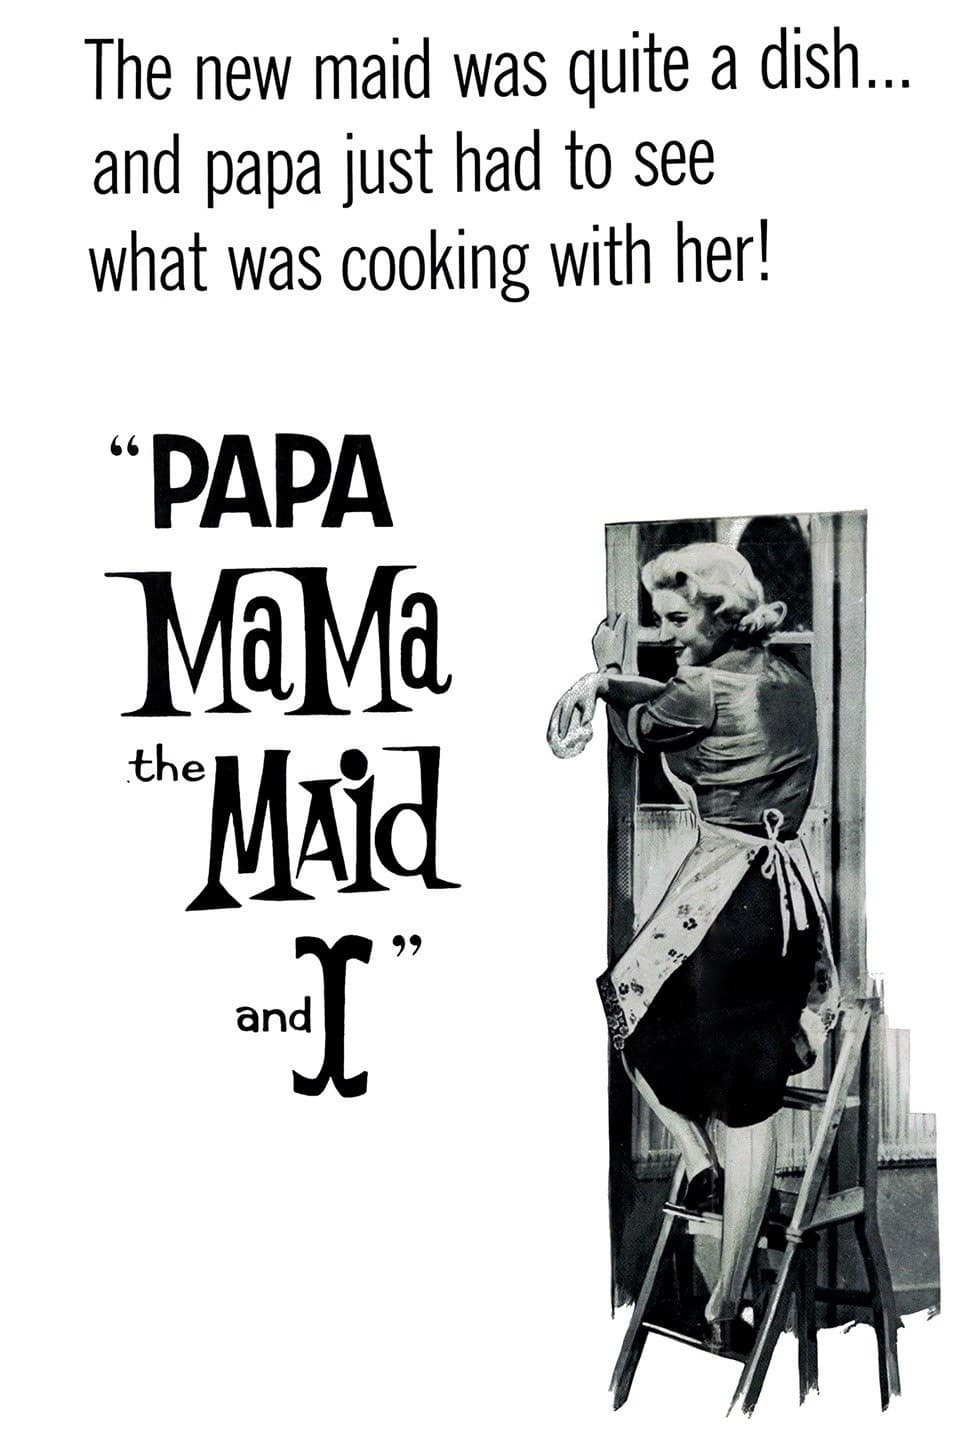 The new maid was quite a dish...
and papa just had to see
what was cooking with her!
“PAPA
MaMa
the MAid
and I”